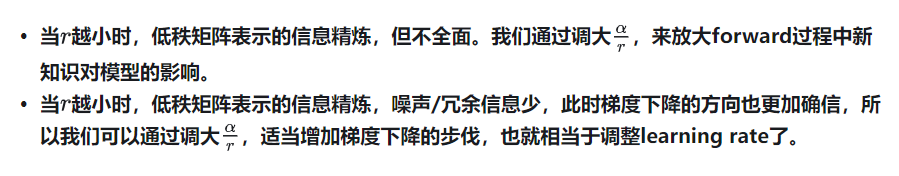 • 当r越小时，低秩矩阵表示的信息精炼，但不全面。我们通过调大α/r，来放大forward过程中新
知识对模型的影响。
• 当r越小时，低秩矩阵表示的信息精炼，噪声/冗余信息少，此时梯度下降的方向也更加确信，所
以我们可以通过调大α/r，适当增加梯度下降的步伐，也就相当于调整learning rate了。